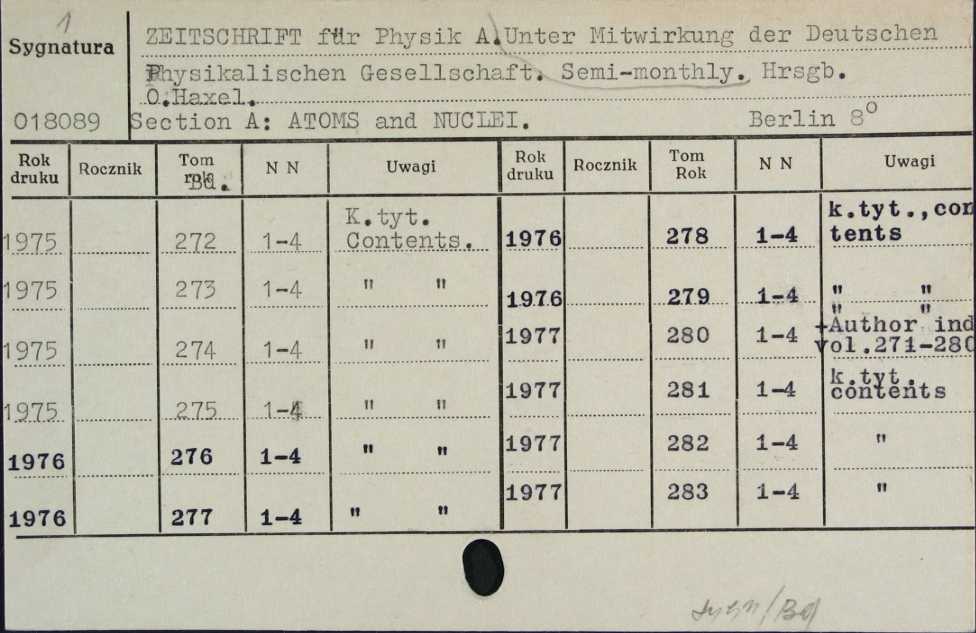 1
Sygnatura
ZEITSCHRIFT für Physik A. Unter Mitwirkung der Deutschen
Physikalischen Gesellschaft. Semi-monthly. Hrsgb.
O.Haxel.
018089 Section A: ATOMS and NUCLEI. Berlin 8°
Rok druku Rocznik Tom rok Bd. N N Uwagi Rok druku Rocznik Tom Rok N N Uwagi
1975 272 1-4 K.tyt. Contents. 1976 278 1-4 k.tyt.,con tents
1975 273 1-4 " " 1976 279 1-4 " "
1975 274 1-4 " " 1977 280 1-4 " " +Author ind vol.271-280
1975 275 1-4 " " 1977 281 1-4 k.tyt. contents
1976 276 1-4 " " 1977 282 1-4 "
1976 277 1-4 " " 1977 283 1-4 "